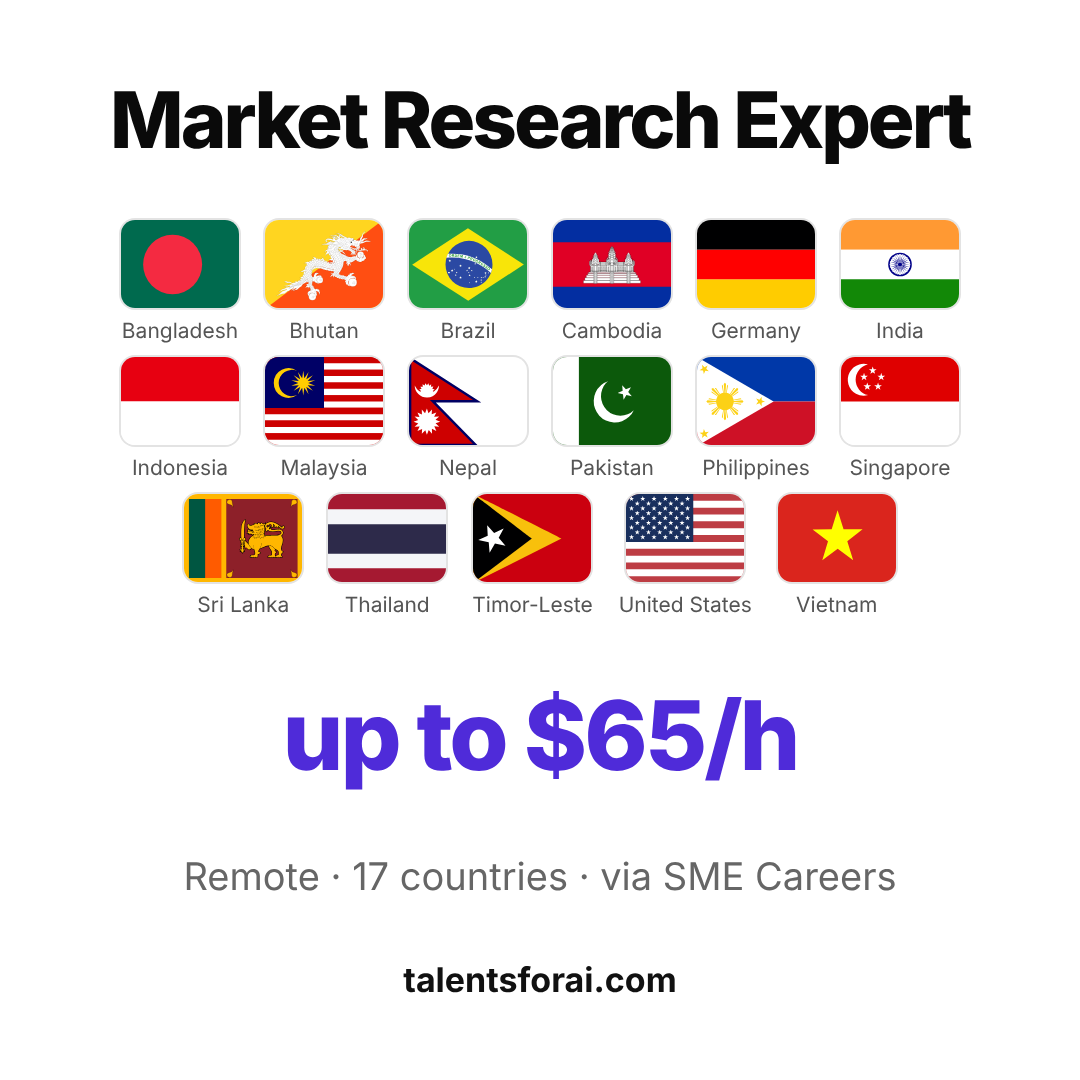 Market Research Expert
Bangladesh Bhutan Brazil Cambodia Germany India
Indonesia Malaysia Nepal Pakistan Philippines Singapore
Sri Lanka Thailand Timor-Leste United States Vietnam
up to $65/h
Remote · 17 countries · via SME Careers
talentsforai.com